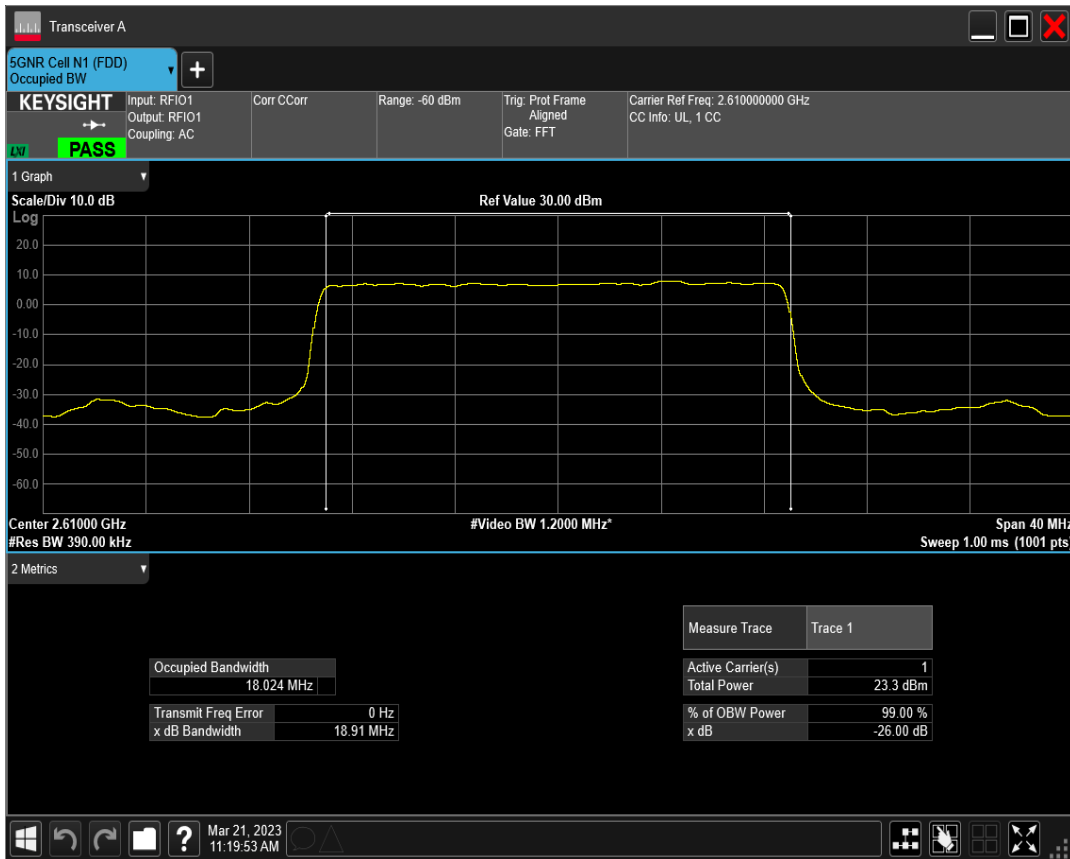 Transceiver A
5GNR Cell N1 (FDD)
Occupied BW
+
KEYSIGHT
LXI
PASS
Input: RFIO1
Output: RFIO1
Coupling: AC
Corr CCorr
Range: -60 dBm
Trig: Prot Frame
Aligned
Gate: FFT
Carrier Ref Freq: 2.610000000 GHz
CC Info: UL, 1 CC
1 Graph
Scale/Div 10.0 dB
Ref Value 30.00 dBm
Log
20.0
10.0
0.00
-10.0
-20.0
-30.0
-40.0
-50.0
-60.0
Center 2.61000 GHz
#Video BW 1.2000 MHz*
Span 40 MHz
#Res BW 390.00 kHz
Sweep 1.00 ms (1001 pts)
2 Metrics
Measure Trace Trace 1
Occupied Bandwidth
18.024 MHz
Active Carrier(s) 1
Total Power 23.3 dBm
Transmit Freq Error 0 Hz
x dB Bandwidth 18.91 MHz
% of OBW Power 99.00 %
x dB -26.00 dB
?
Mar 21, 2023
11:19:53 AM